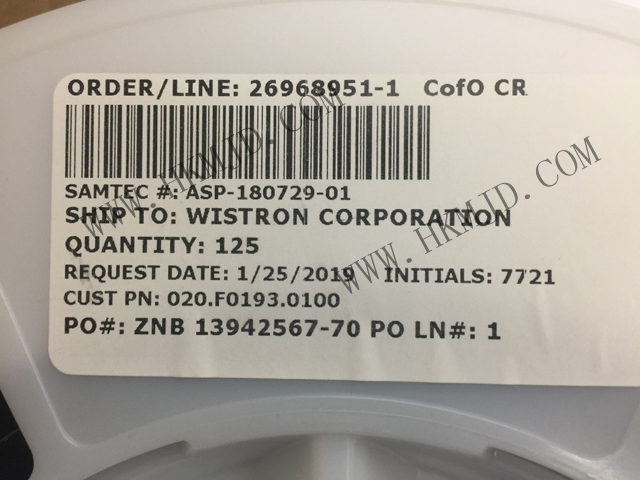 ORDER/LINE: 26968951-1 CofO CR
SAMTEC #: ASP-180729-01
SHIP TO: WISTRON CORPORATION
QUANTITY: 125
REQUEST DATE: 1/25/2019 INITIALS: 7721
CUST PN: 020.F0193.0100
PO#: ZNB 13942567-70 PO LN#: 1
WWW.HKMJD.COM
WWW.HKMJD.COM